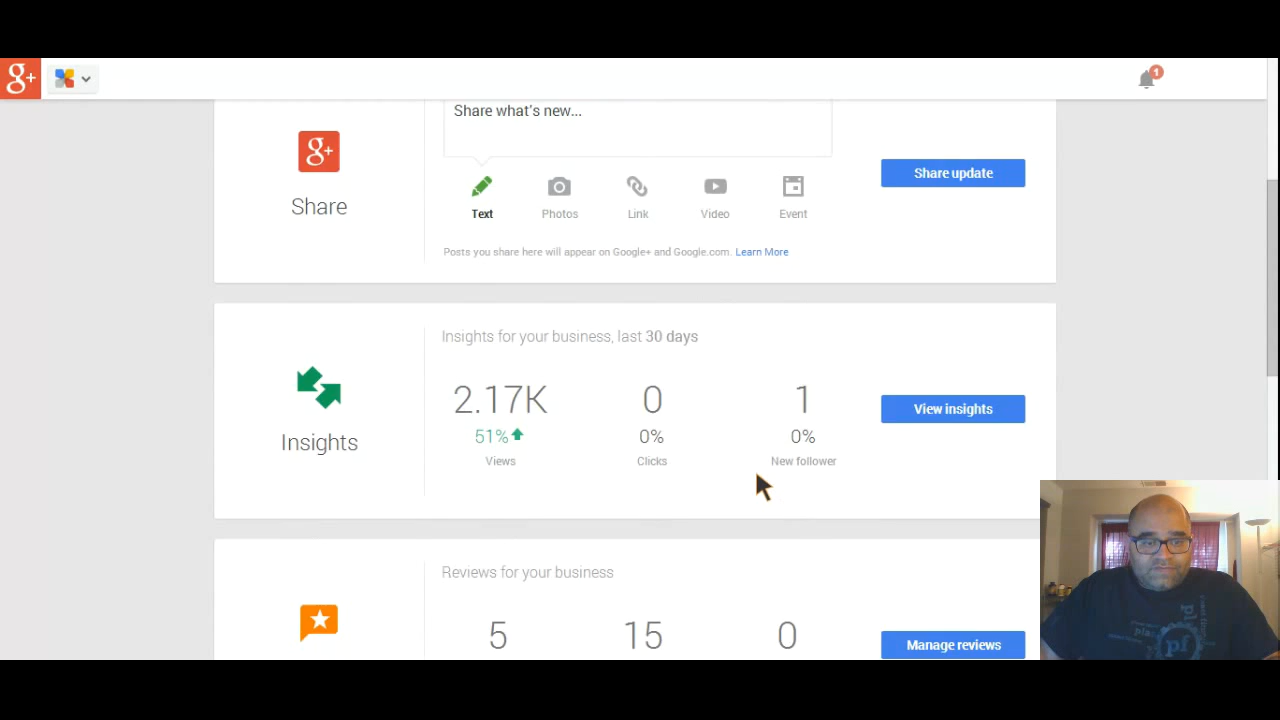 g+
1
Share what's new...
g+
Share
Share update
Text
Photos
Link
Video
Event
Posts you share here will appear on Google+ and Google.com. Learn More
Insights for your business, last 30 days
Insights
2.17K
0
1
View insights
51%
0%
0%
Views
Clicks
New follower
Reviews for your business
5
15
0
Manage reviews
pf